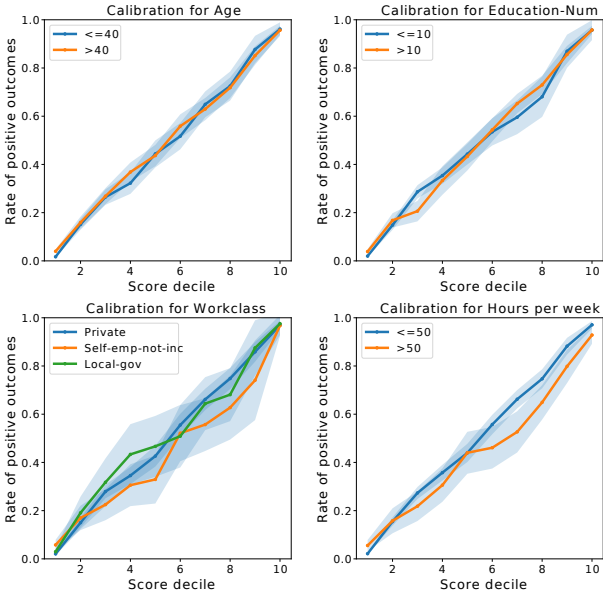 Calibration for Age
<=40
>40
1.0
0.8
0.6
0.4
0.2
0.0
Rate of positive outcomes
2 4 6 8 10
Score decile
Calibration for Education-Num
<=10
>10
1.0
0.8
0.6
0.4
0.2
0.0
Rate of positive outcomes
2 4 6 8 10
Score decile
Calibration for Workclass
Private
Self-emp-not-inc
Local-gov
1.0
0.8
0.6
0.4
0.2
0.0
Rate of positive outcomes
2 4 6 8 10
Score decile
Calibration for Hours per week
<=50
>50
1.0
0.8
0.6
0.4
0.2
0.0
Rate of positive outcomes
2 4 6 8 10
Score decile